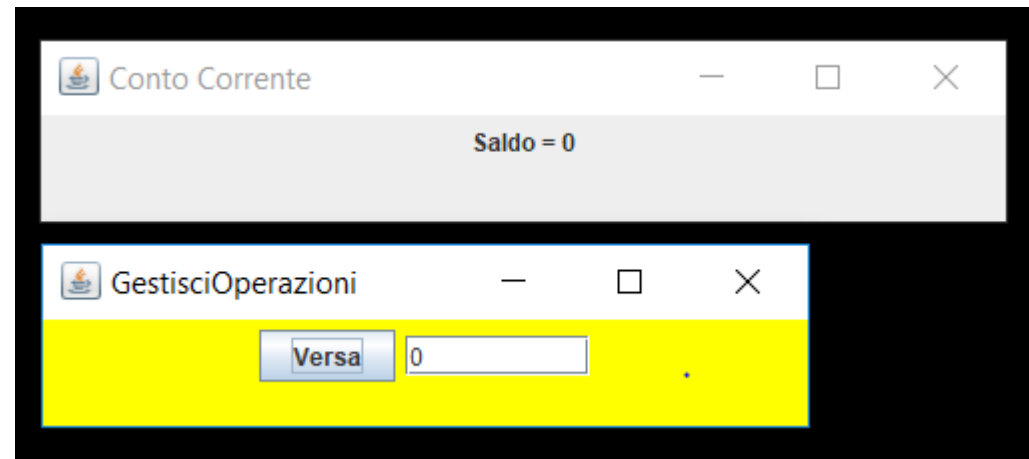 Conto Corrente
Saldo = 0
GestisciOperazioni
Versa 0